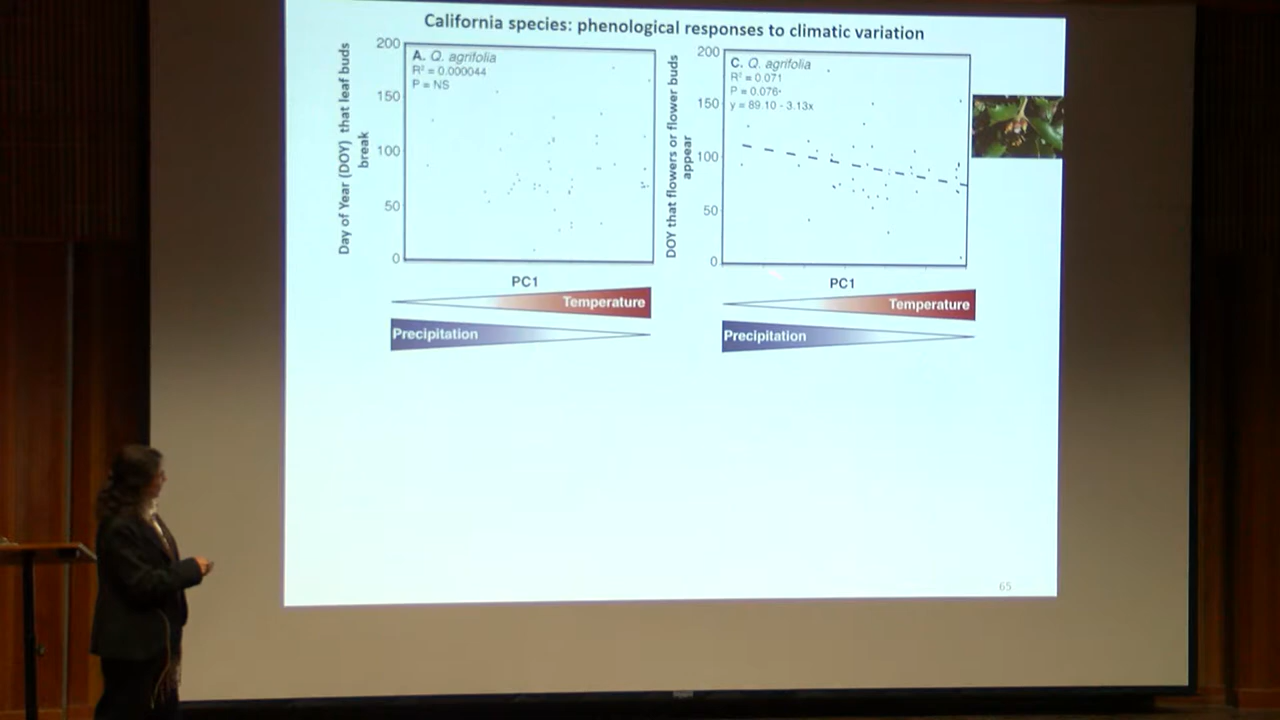 California species: phenological responses to climatic variation
Day of Year (DOY) that leaf buds
break
200
150
100
50
0
A. Q. agrifolia
R² = 0.000044
P = NS
PC1
Temperature
Precipitation
DOY that flowers or flower buds
appear
200
150
100
50
0
C. Q. agrifolia
R² = 0.071
P = 0.076·
y = 89.10 - 3.13x
PC1
Temperature
Precipitation
65